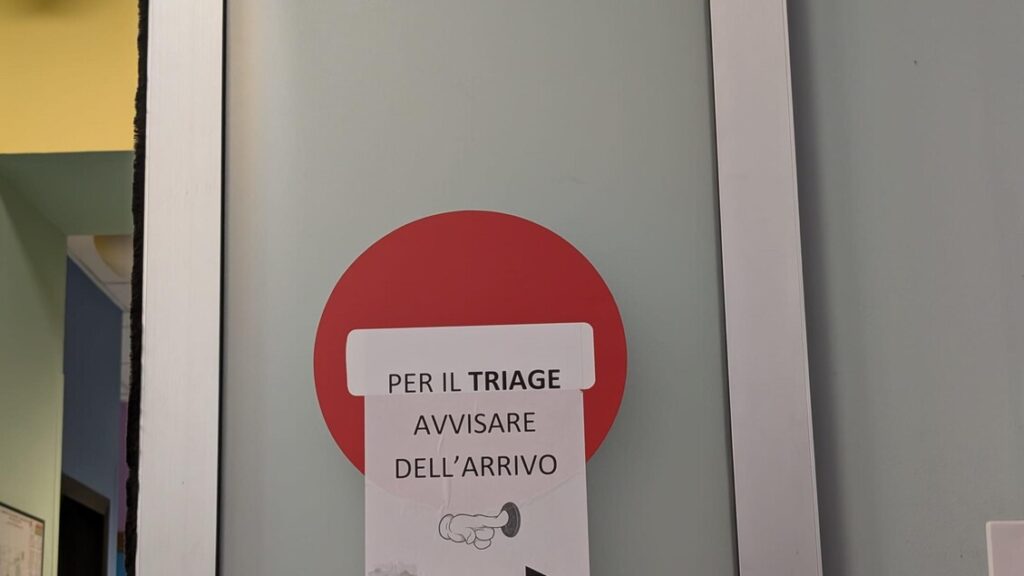 PER IL TRIAGE
AVVISARE
DELL'ARRIVO